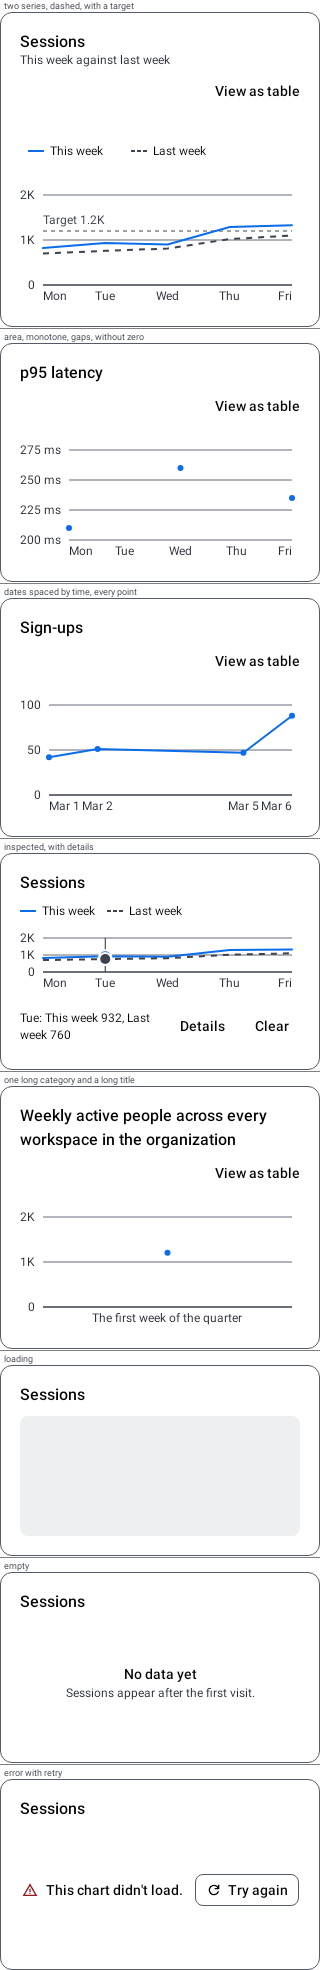 two series, dashed, with a target
Sessions
This week against last week
View as table
This week Last week
2K
Target 1.2K
1K
0
Mon Tue Wed Thu Fri
area, monotone, gaps, without zero
p95 latency
View as table
275 ms
250 ms
225 ms
200 ms
Mon Tue Wed Thu Fri
dates spaced by time, every point
Sign-ups
View as table
100
50
0
Mar 1 Mar 2 Mar 5 Mar 6
inspected, with details
Sessions
This week Last week
2K
1K
0
Mon Tue Wed Thu Fri
Tue: This week 932, Last
week 760
Details Clear
one long category and a long title
Weekly active people across every
workspace in the organization
View as table
2K
1K
0
The first week of the quarter
loading
Sessions
empty
Sessions
No data yet
Sessions appear after the first visit.
error with retry
Sessions
This chart didn't load. Try again